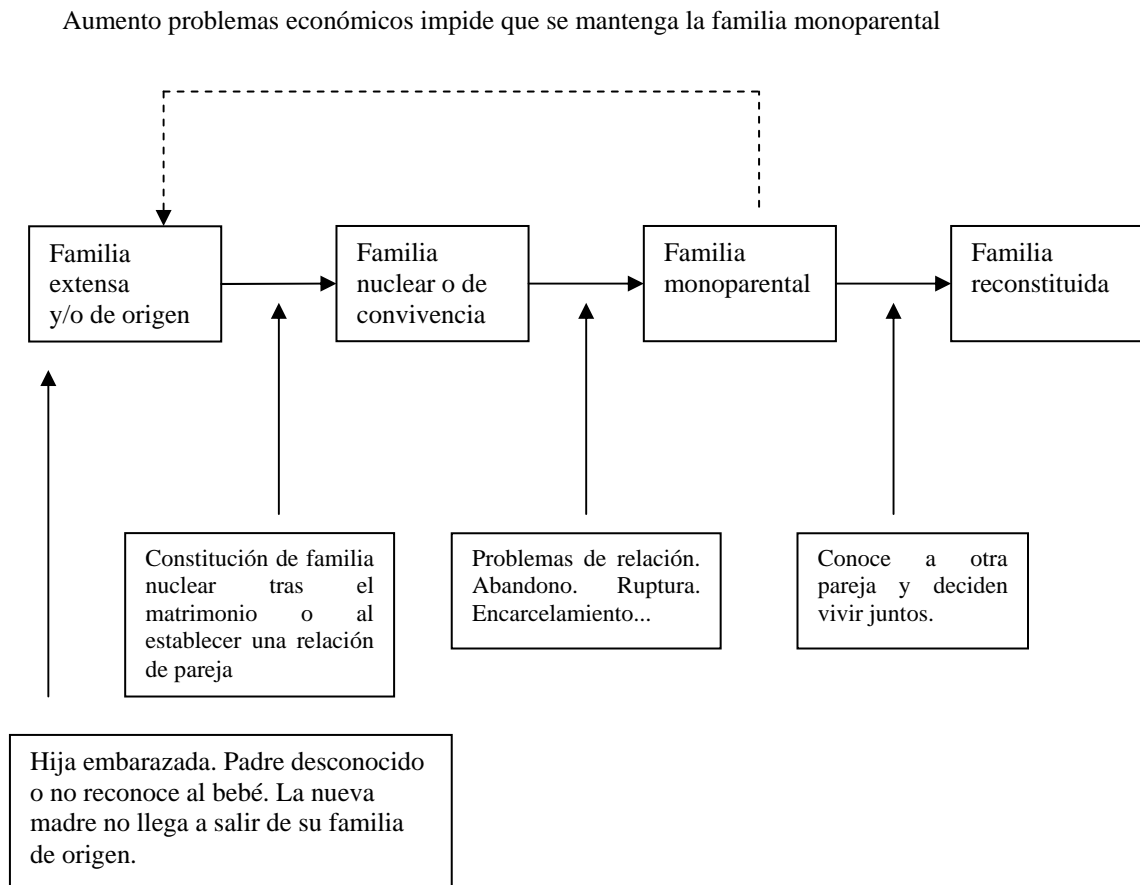 Aumento problemas económicos impide que se mantenga la familia monoparental
Familia
extensa
y/o de origen
Familia
nuclear o de
convivencia
Familia
monoparental
Familia
reconstituida
Constitución de familia
nuclear tras el
matrimonio o al
establecer una relación
de pareja
Problemas de relación.
Abandono. Ruptura.
Encarcelamiento...
Conoce a otra
pareja y deciden
vivir juntos.
Hija embarazada. Padre desconocido
o no reconoce al bebé. La nueva
madre no llega a salir de su familia
de origen.